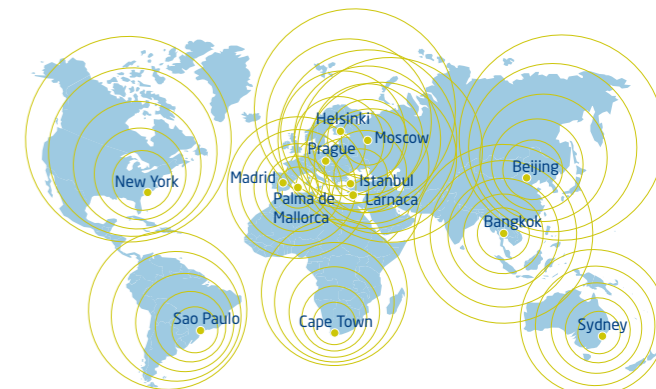 Helsinki
Moscow
Prague
Madrid
Istanbul
Palma de
Mallorca
Larnaca
New York
Beijing
Bangkok
Sao Paulo
Cape Town
Sydney